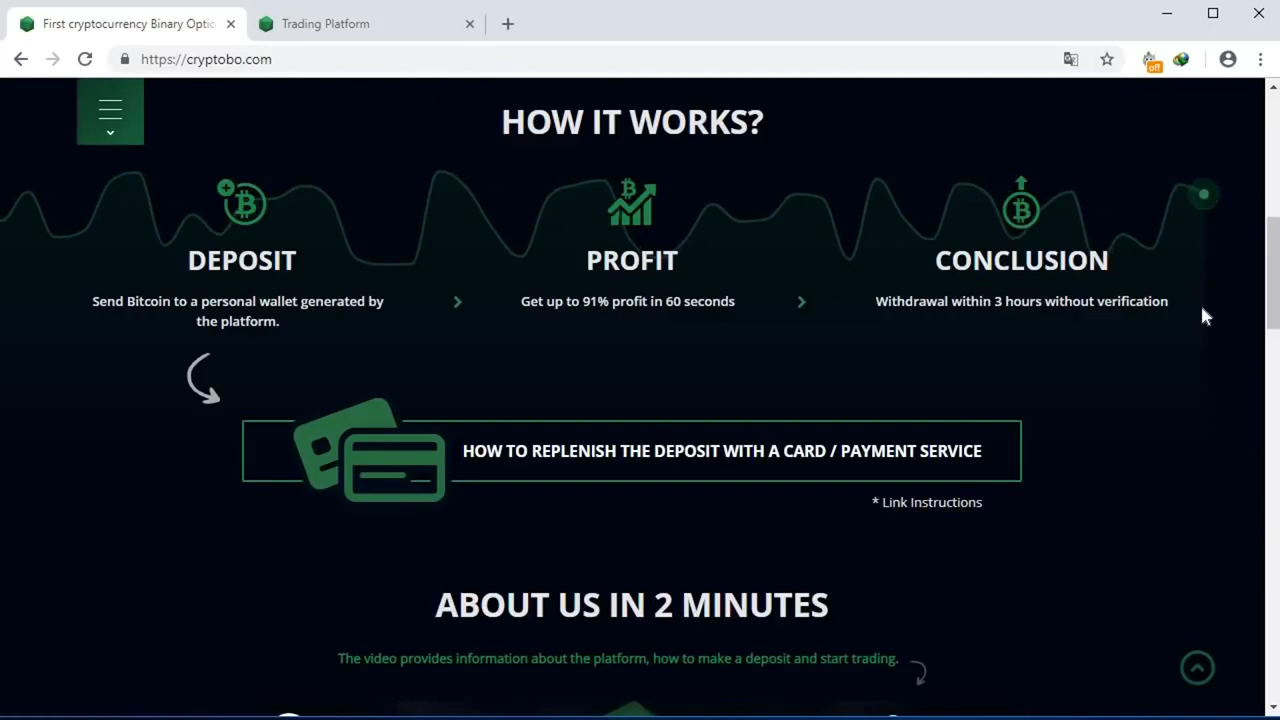 First cryptocurrency Binary Optio
Trading Platform
https://cryptobo.com
off
HOW IT WORKS?
DEPOSIT
Send Bitcoin to a personal wallet generated by
the platform.
PROFIT
Get up to 91% profit in 60 seconds
CONCLUSION
Withdrawal within 3 hours without verification
HOW TO REPLENISH THE DEPOSIT WITH A CARD / PAYMENT SERVICE
* Link Instructions
ABOUT US IN 2 MINUTES
The video provides information about the platform, how to make a deposit and start trading.